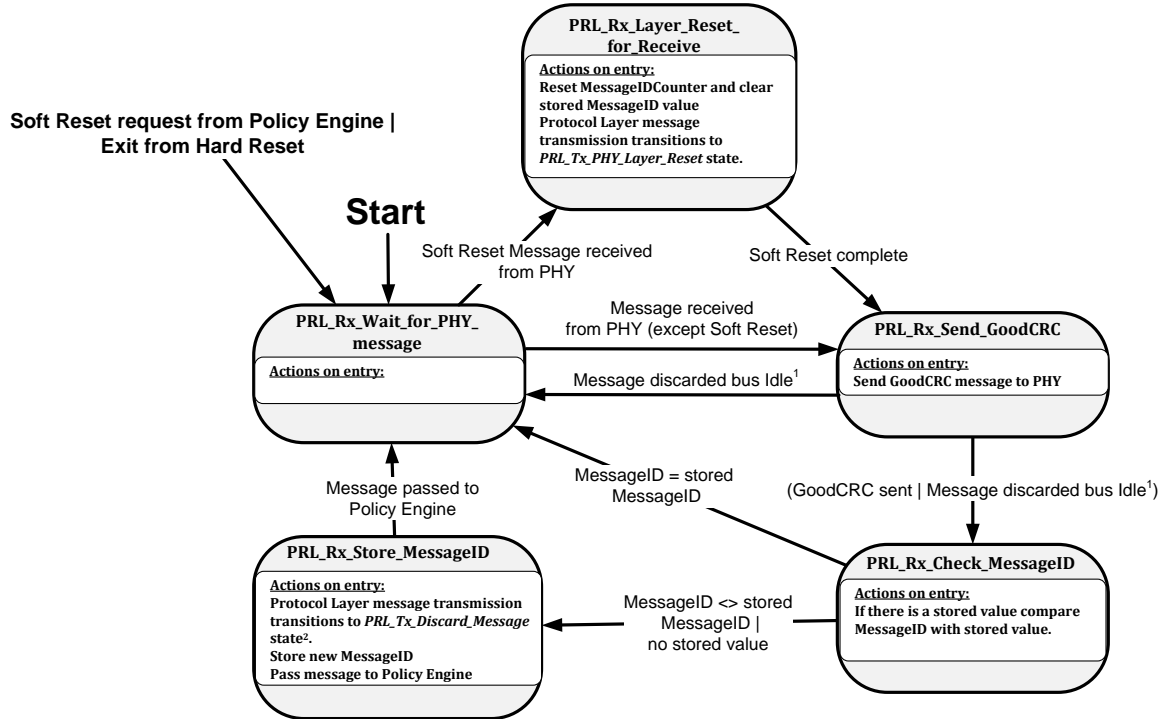 PRL_Rx_Layer_Reset_
for_Receive
Actions on entry:
Reset MessageIDCounter and clear
stored MessageID value
Protocol Layer message
transmission transitions to
PRL_Tx_PHY_Layer_Reset state.
Soft Reset request from Policy Engine |
Exit from Hard Reset
Start
Soft Reset Message received
from PHY
Soft Reset complete
PRL_Rx_Wait_for_PHY_
message
Actions on entry:
Message received
from PHY (except Soft Reset)
Message discarded bus Idle¹
PRL_Rx_Send_GoodCRC
Actions on entry:
Send GoodCRC message to PHY
MessageID = stored
MessageID
(GoodCRC sent | Message discarded bus Idle¹)
Message passed to
Policy Engine
PRL_Rx_Store_MessageID
Actions on entry:
Protocol Layer message transmission
transitions to PRL_Tx_Discard_Message
state².
Store new MessageID
Pass message to Policy Engine
MessageID <> stored
MessageID |
no stored value
PRL_Rx_Check_MessageID
Actions on entry:
If there is a stored value compare
MessageID with stored value.